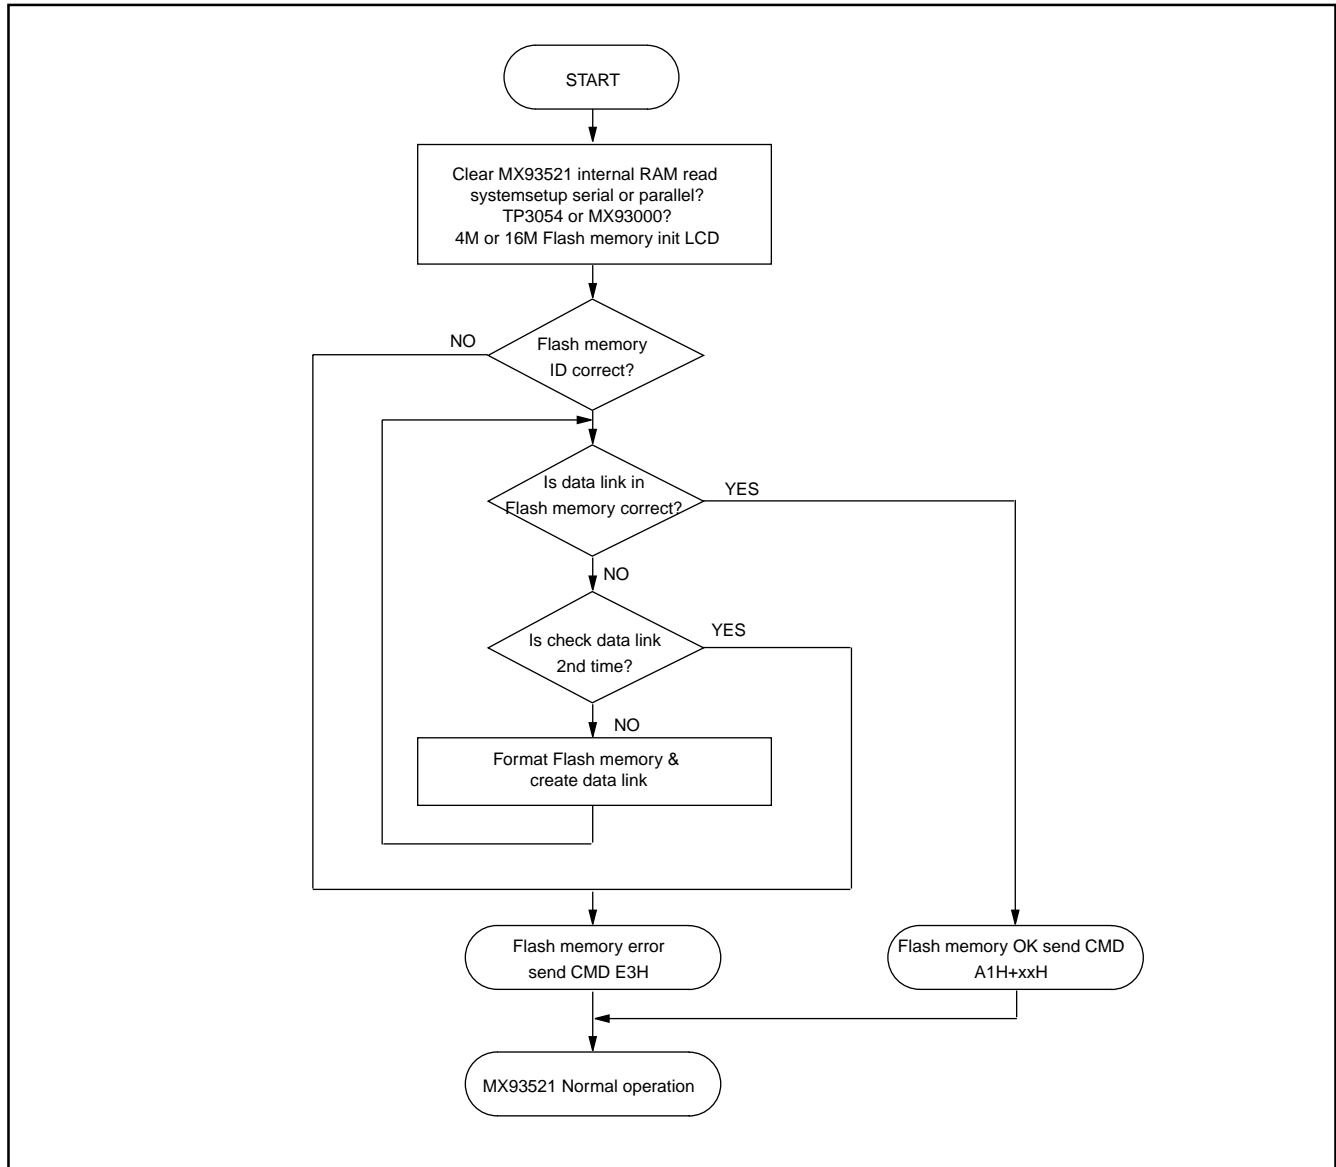 START
Clear MX93521 internal RAM read
systemsetup serial or parallel?
TP3054 or MX93000?
4M or 16M Flash memory init LCD
NO
Flash memory
ID correct?
Is data link in
Flash memory correct?
YES
NO
Is check data link
2nd time?
YES
NO
Format Flash memory &
create data link
Flash memory error
send CMD E3H
Flash memory OK send CMD
A1H+xxH
MX93521 Normal operation